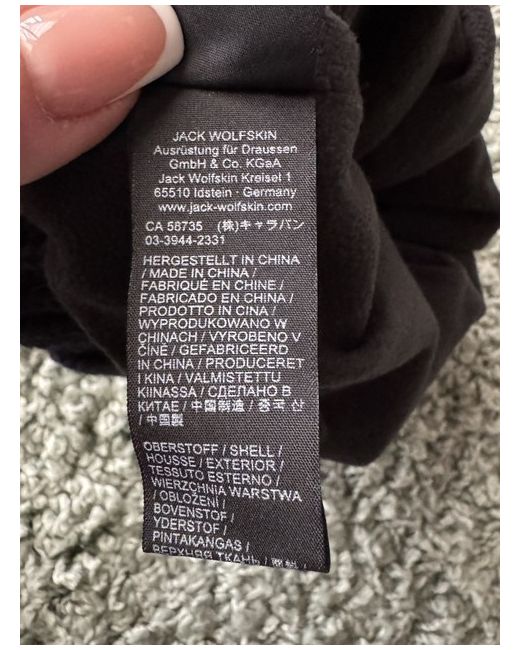 JACK WOLFSKIN
Ausrüstung für Draussen
GmbH & Co. KGaA
Jack Wolfskin Kreisel 1
65510 Idstein · Germany
www.jack-wolfskin.com
CA 58735 (株)キャラバン
03-3944-2331
HERGESTELLT IN CHINA
/ MADE IN CHINA /
FABRIQUÉ EN CHINE /
FABRICADO EN CHINA /
PRODOTTO IN CINA /
WYPRODUKOWANO W
CHINACH / VYROBENO V
ČÍNĚ / GEFABRICEERD
IN CHINA / PRODUCERET
I KINA / VALMISTETTU
KIINASSA / СДЕЛАНО В
КИТАЕ / 中国製造 / 중국 산
/ 中国製
OBERSTOFF / SHELL /
HOUSSE / EXTERIOR /
TESSUTO ESTERNO /
WIERZCHNIA WARSTWA
/ OBLOŽENÍ /
BOVENSTOF /
YDERSTOF /
PINTAKANGAS /
ВЕРХНЯЯ ТКАНЬ /